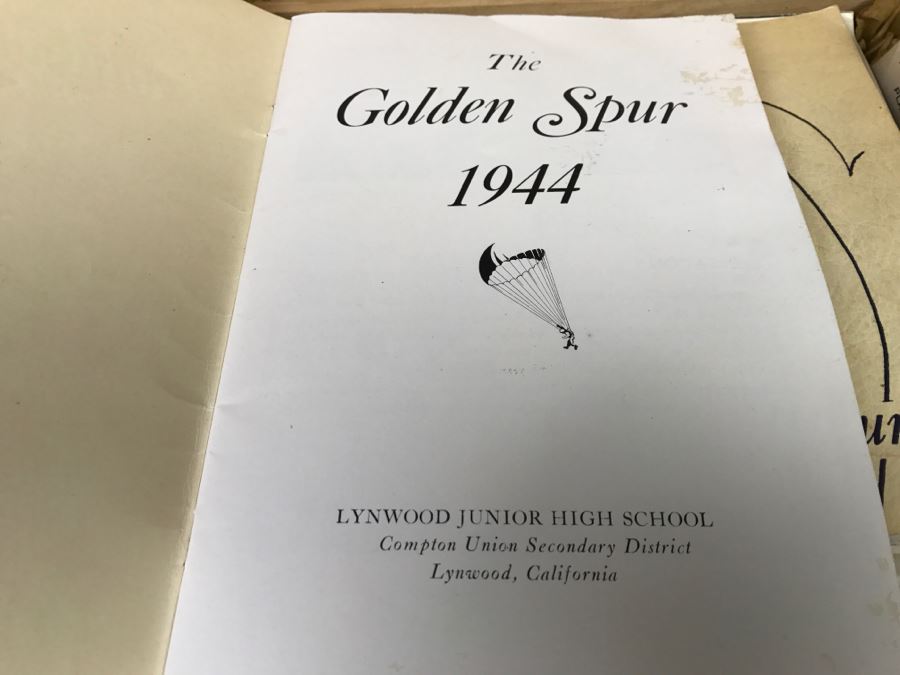 The
Golden Spur
1944
LYNWOOD JUNIOR HIGH SCHOOL
Compton Union Secondary District
Lynwood, California